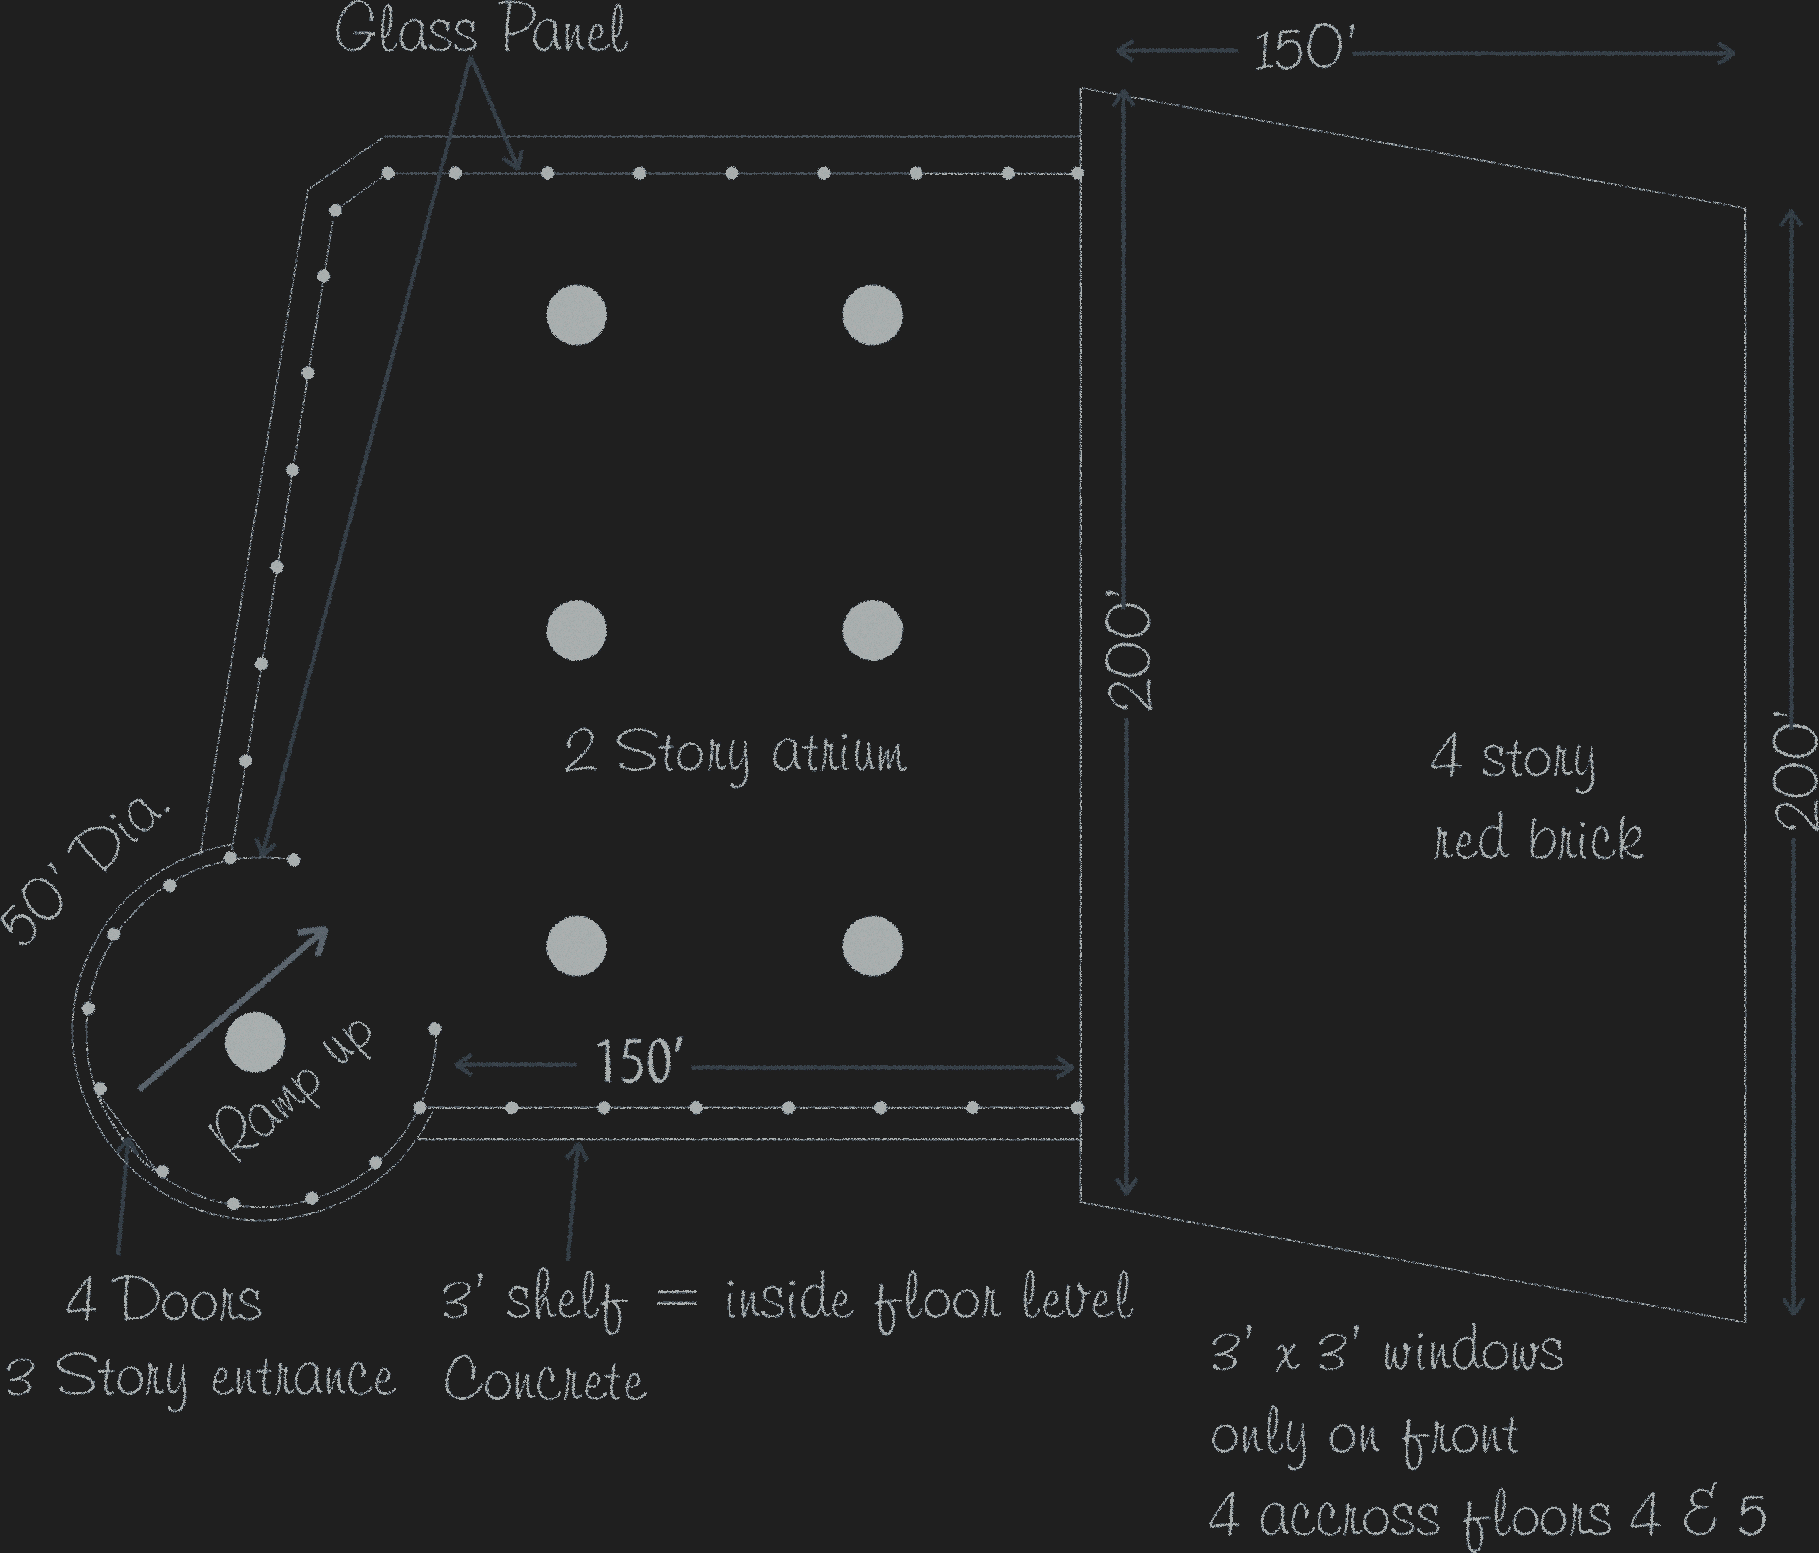 Glass Panel
150'
200'
200'
2 Story atrium
4 story
red brick
50' Dia.
Ramp up
150'
4 Doors
3 Story entrance
3' shelf = inside floor level
Concrete
3' x 3' windows
only on front
4 accross floors 4 & 5